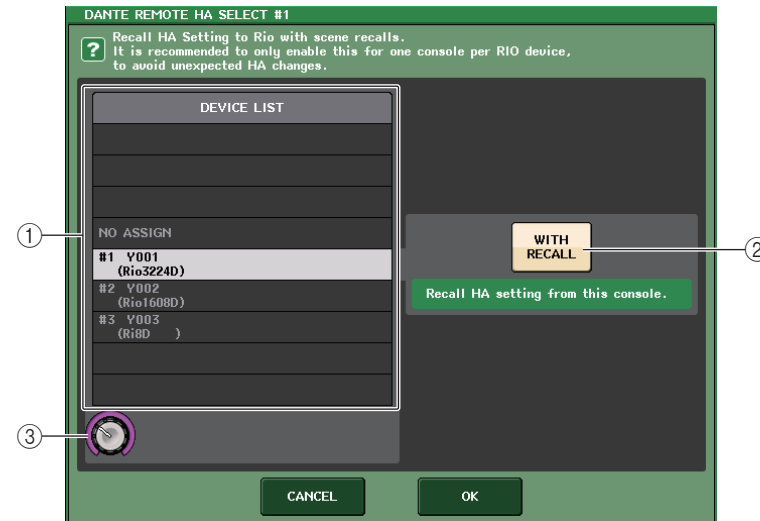 DANTE REMOTE HA SELECT #1
? Recall HA Setting to Rio with scene recalls.
It is recommended to only enable this for one console per RIO device,
to avoid unexpected HA changes.
DEVICE LIST
NO ASSIGN
#1 Y001
(Rio3224D)
#2 Y002
(Rio1608D)
#3 Y003
(Ri8D )
WITH
RECALL
Recall HA setting from this console.
1
2
3
CANCEL
OK